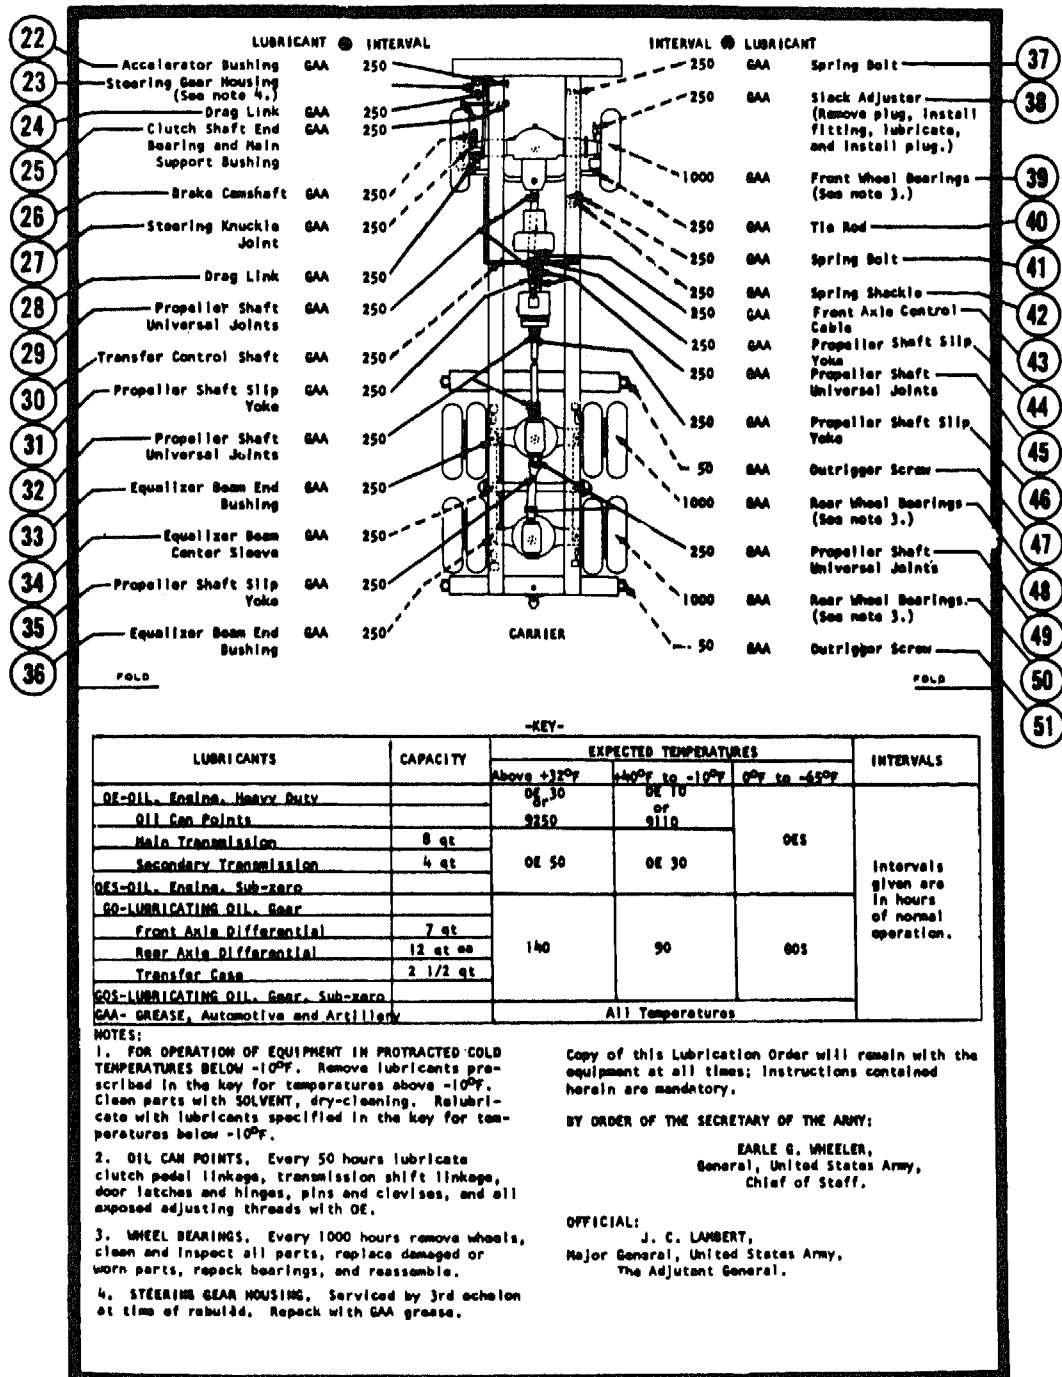 LUBRICANT ● INTERVAL
22 Accelerator Bushing GAA 250
23 Steering Gear Housing
(See note 4.)
24 Drag Link GAA 250
25 Clutch Shaft End GAA 250
Bearing and Main
Support Bushing
26 Brake Camshaft GAA 250
27 Steering Knuckle GAA 250
Joint
28 Drag Link GAA 250
29 Propeller Shaft GAA 250
Universal Joints
30 Transfer Control Shaft GAA 250
31 Propeller Shaft Slip GAA 250
Yoke
32 Propeller Shaft GAA 250
Universal Joints
33 Equalizer Beam End GAA 250
Bushing
34 Equalizer Beam GAA 250
Center Sleeve
35 Propeller Shaft Slip GAA 250
Yoke
36 Equalizer Beam End GAA 250
Bushing
INTERVAL ● LUBRICANT
250 GAA Spring Bolt 37
250 GAA Slack Adjuster 38
(Remove plug, install
fitting, lubricate,
and install plug.)
1000 GAA Front Wheel Bearings 39
(See note 3.)
250 GAA Tie Rod 40
250 GAA Spring Bolt 41
250 GAA Spring Shackle 42
250 GAA Front Axle Control 43
Cable
250 GAA Propeller Shaft Slip 44
Yoke
250 GAA Propeller Shaft 45
Universal Joints
250 GAA Propeller Shaft Slip 46
Yoke
50 GAA Outrigger Screw 47
1000 GAA Rear Wheel Bearings 48
(See note 3.)
250 GAA Propeller Shaft 49
Universal Joints
1000 GAA Rear Wheel Bearings. 50
(See note 3.)
50 GAA Outrigger Screw 51
CARRIER
FOLD
FOLD
-KEY-
LUBRICANTS CAPACITY EXPECTED TEMPERATURES INTERVALS
Above +32°F +40°F to -10°F 0°F to -65°F
OE-OIL, Engine, Heavy Duty OE 30 OE 10
or or
Oil Can Points 9250 9110
OES
Main Transmission 8 qt
Secondary Transmission 4 qt OE 50 OE 30
OES-OIL, Engine, Sub-zero
GO-LUBRICATING OIL, Gear
Front Axle Differential 7 qt
Rear Axle Differential 12 qt ea 140 90 GOS
Transfer Case 2 1/2 qt
GOS-LUBRICATING OIL, Gear, Sub-zero
GAA- GREASE, Automotive and Artillery All Temperatures
Intervals
given are
in hours
of normal
operation.
NOTES:
1. FOR OPERATION OF EQUIPMENT IN PROTRACTED COLD
TEMPERATURES BELOW -10°F. Remove lubricants pre-
scribed in the key for temperatures above -10°F.
Clean parts with SOLVENT, dry-cleaning. Relubri-
cate with lubricants specified in the key for tem-
peratures below -10°F.
2. OIL CAN POINTS. Every 50 hours lubricate
clutch pedal linkage, transmission shift linkage,
door latches and hinges, pins and clevises, and all
exposed adjusting threads with OE.
3. WHEEL BEARINGS. Every 1000 hours remove wheels,
clean and inspect all parts, replace damaged or
worn parts, repack bearings, and reassemble.
4. STEERING GEAR HOUSING. Serviced by 3rd echelon
at time of rebuild. Repack with GAA grease.
Copy of this Lubrication Order will remain with the
equipment at all times; instructions contained
herein are mandatory.
BY ORDER OF THE SECRETARY OF THE ARMY:
EARLE G. WHEELER,
General, United States Army,
Chief of Staff.
OFFICIAL:
J. C. LAMBERT,
Major General, United States Army,
The Adjutant General.